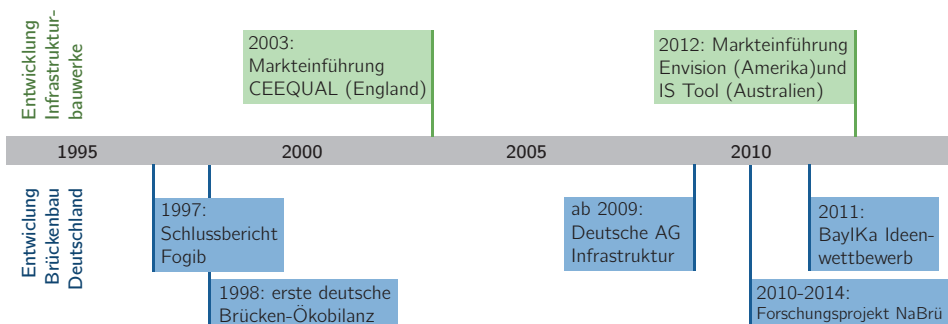 Entwicklung
Infrastruktur-
bauwerke
2003:
Markteinführung
CEEQUAL (England)
2012: Markteinführung
Envision (Amerika)und
IS Tool (Australien)
1995
2000
2005
2010
Entwiclung
Brückenbau
Deutschland
1997:
Schlussbericht
Fogib
1998: erste deutsche
Brücken-Ökobilanz
ab 2009:
Deutsche AG
Infrastruktur
2011:
BayIKa Ideen-
wettbewerb
2010-2014:
Forschungsprojekt NaBrü